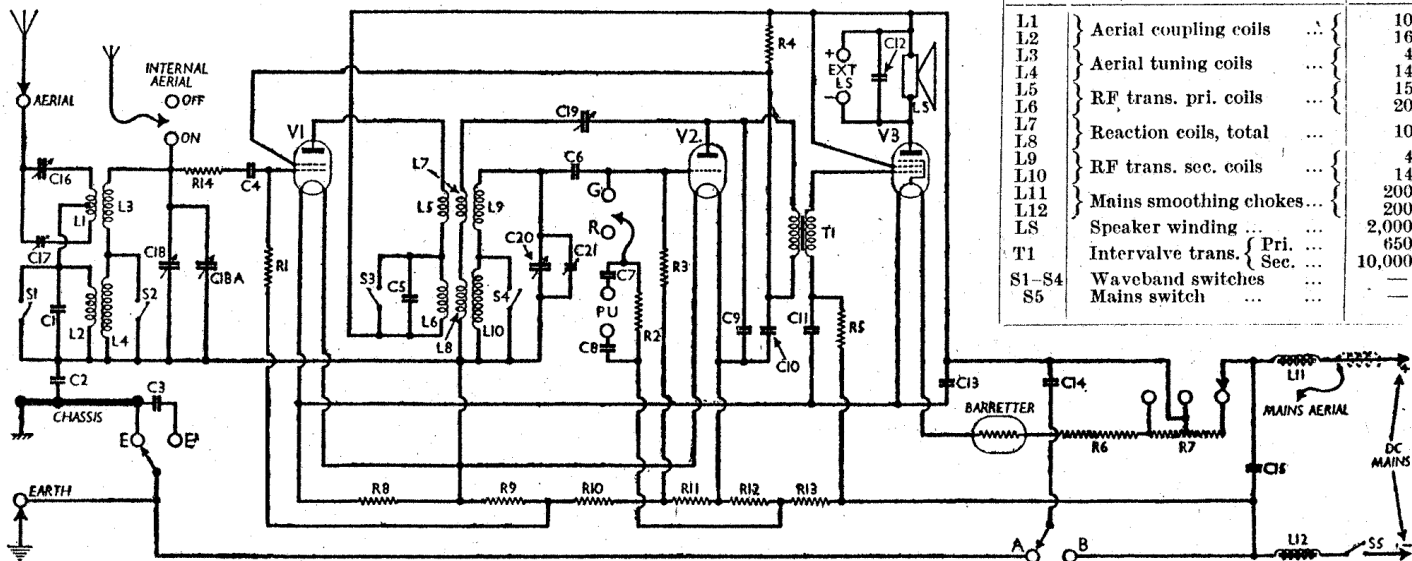 L1
L2
Aerial coupling coils ...
10
16
L3
L4
Aerial tuning coils ...
4
14
L5
L6
RF trans. pri. coils ...
15
20
L7
L8
Reaction coils, total ...
10
L9
L10
RF trans. sec. coils
4
14
L11
L12
Mains smoothing chokes ...
200
200
LS Speaker winding ... ... 2,000
T1 Intervalve trans. { Pri. ... 650
Sec. ... 10,000
S1–S4 Waveband switches ... —
S5 Mains switch ... ... —
AERIAL
INTERNAL
AERIAL
OFF
ON
C16
L1
L3
C17
R14
C4
V1
C18
C18A
R1
S1
C1
L2
L4
S2
C2
C3
CHASSIS
E
E¹
EARTH
L7
L5
L9
C19
C6
V2
G
R
C20
C21
C7
PU
C8
R2
R3
S3
C5
L6
L8
L10
S4
C9
C10
T1
C11
R5
R4
+
EXT
LS
–
C12
LS
V3
C13
C14
BARRETTER
R6
R7
L11
MAINS AERIAL
+
DC
MAINS
C15
R8
R9
R10
R11
R12
R13
A
B
L12
S5
–